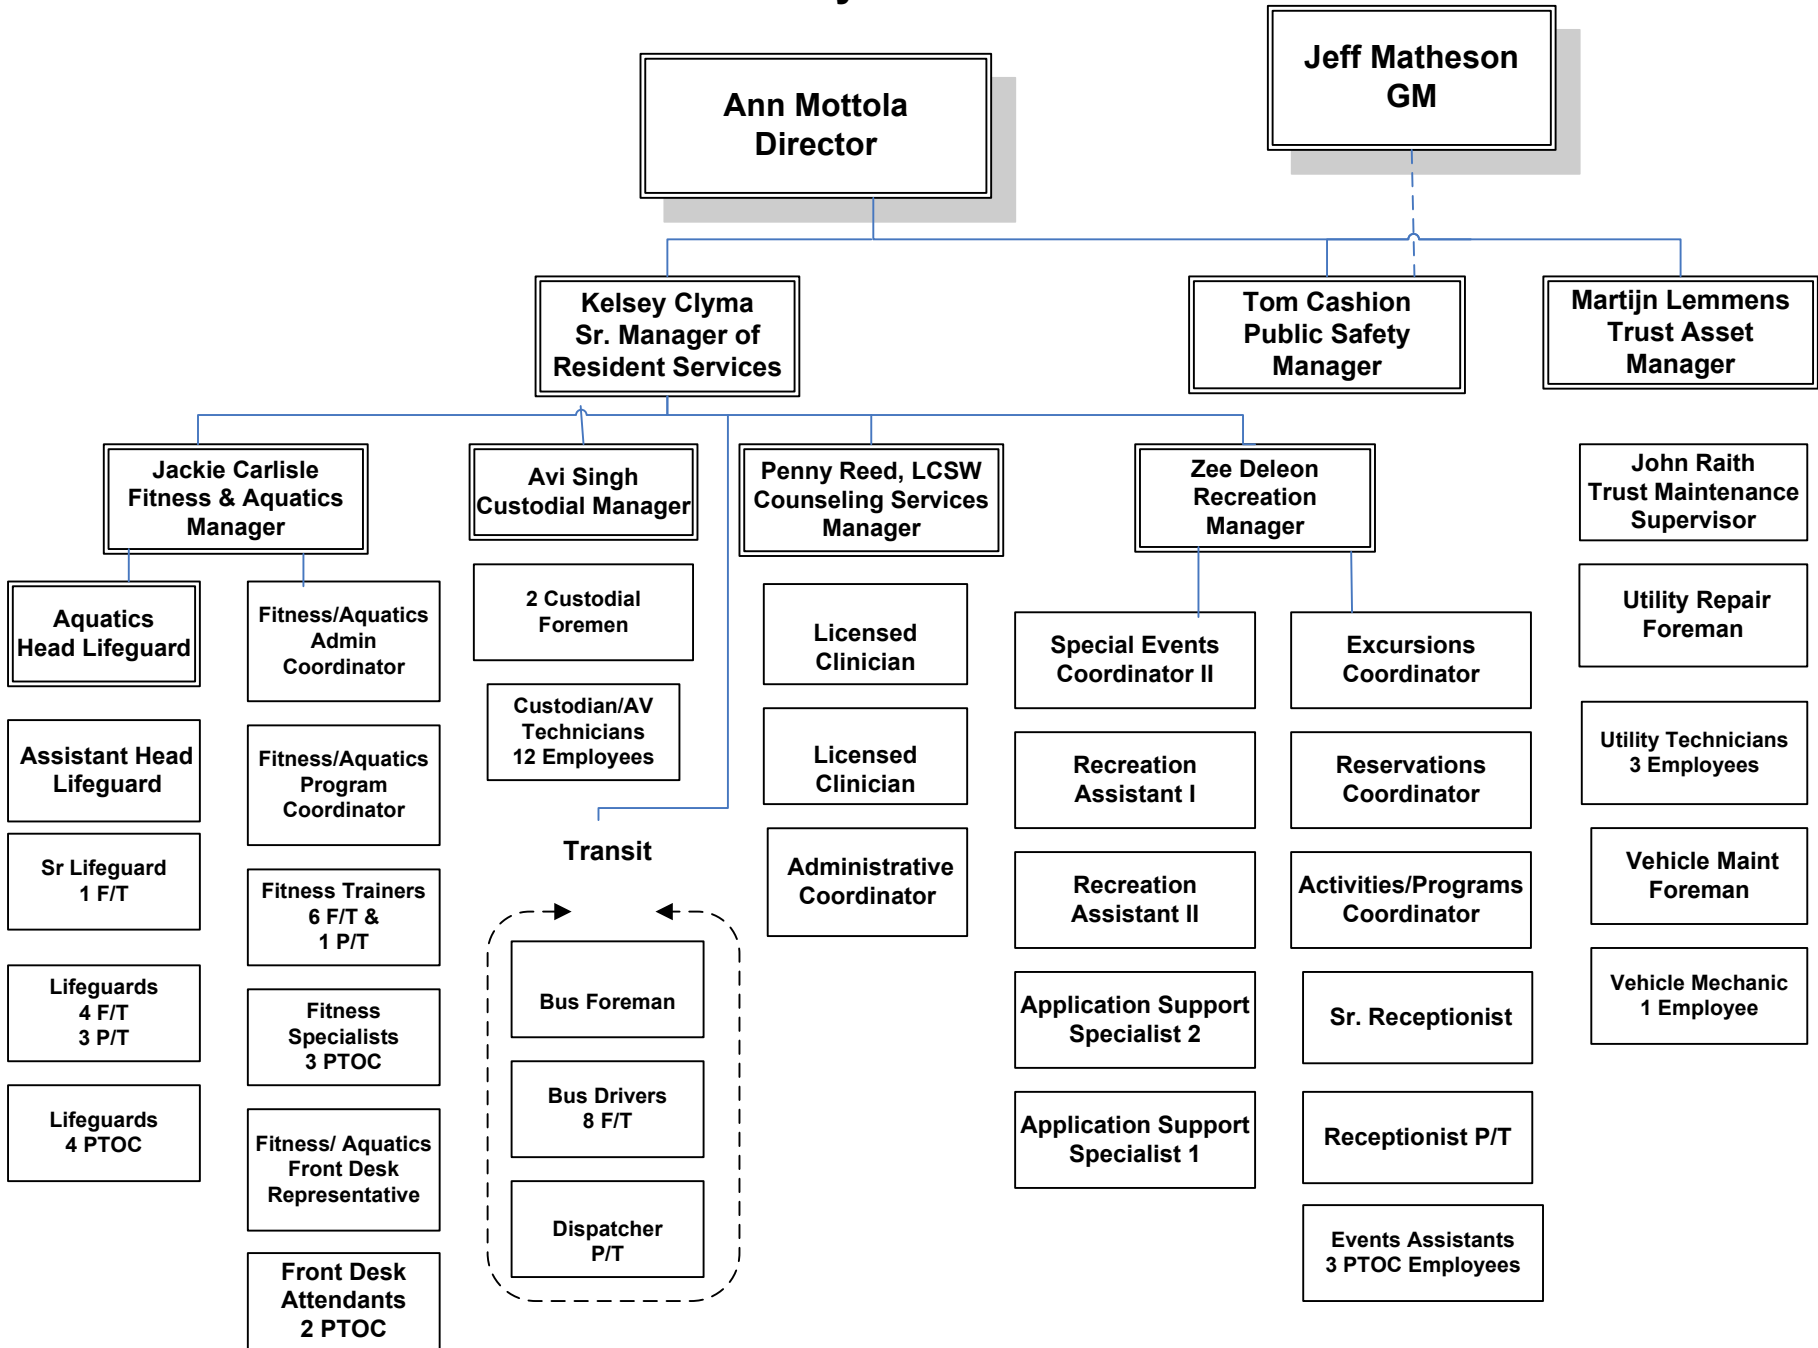 Jeff Matheson
GM
Ann Mottola
Director
Kelsey Clyma
Sr. Manager of
Resident Services
Tom Cashion
Public Safety
Manager
Martijn Lemmens
Trust Asset
Manager
Jackie Carlisle
Fitness & Aquatics
Manager
Avi Singh
Custodial Manager
Penny Reed, LCSW
Counseling Services
Manager
Zee Deleon
Recreation
Manager
John Raith
Trust Maintenance
Supervisor
Aquatics
Head Lifeguard
Assistant Head
Lifeguard
Sr Lifeguard
1 F/T
Lifeguards
4 F/T
3 P/T
Lifeguards
4 PTOC
Fitness/Aquatics
Admin
Coordinator
Fitness/Aquatics
Program
Coordinator
Fitness Trainers
6 F/T &
1 P/T
Fitness
Specialists
3 PTOC
Fitness/ Aquatics
Front Desk
Representative
Front Desk
Attendants
2 PTOC
2 Custodial
Foremen
Custodian/AV
Technicians
12 Employees
Transit
Bus Foreman
Bus Drivers
8 F/T
Dispatcher
P/T
Licensed
Clinician
Licensed
Clinician
Administrative
Coordinator
Special Events
Coordinator II
Recreation
Assistant I
Recreation
Assistant II
Application Support
Specialist 2
Application Support
Specialist 1
Excursions
Coordinator
Reservations
Coordinator
Activities/Programs
Coordinator
Sr. Receptionist
Receptionist P/T
Events Assistants
3 PTOC Employees
Utility Repair
Foreman
Utility Technicians
3 Employees
Vehicle Maint
Foreman
Vehicle Mechanic
1 Employee